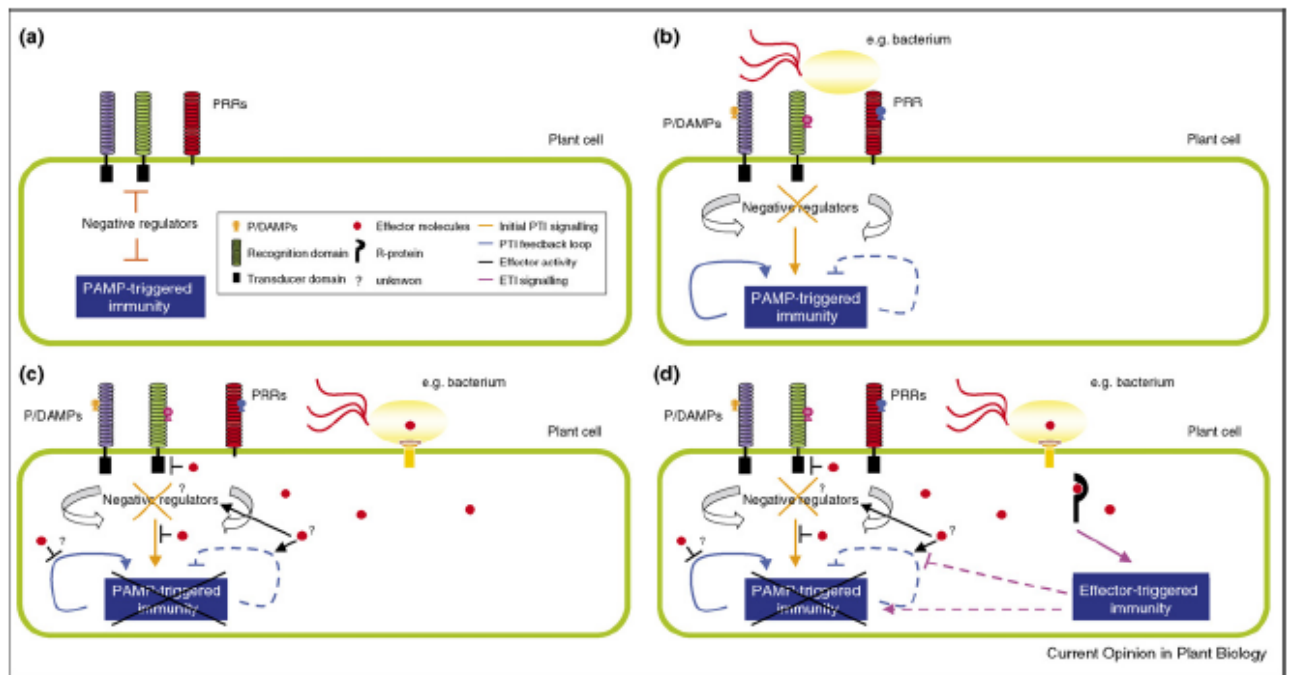 (a)
PRRs
Plant cell
Negative regulators
PAMP-triggered
immunity
P/DAMPs
Recognition domain
Transducer domain
Effector molecules
R-protein
? unknwon
Initial PTI signalling
PTI feedback loop
Effector activity
ETI signalling
(b)
e.g. bacterium
P/DAMPs
PRR
Plant cell
Negative regulators
PAMP-triggered
immunity
(c)
e.g. bacterium
P/DAMPs
PRRs
Plant cell
?
Negative regulators
?
?
PAMP-triggered
immunity
(d)
e.g. bacterium
P/DAMPs
PRRs
Plant cell
?
Negative regulators
?
?
PAMP-triggered
immunity
Effector-triggered
immunity
Current Opinion in Plant Biology